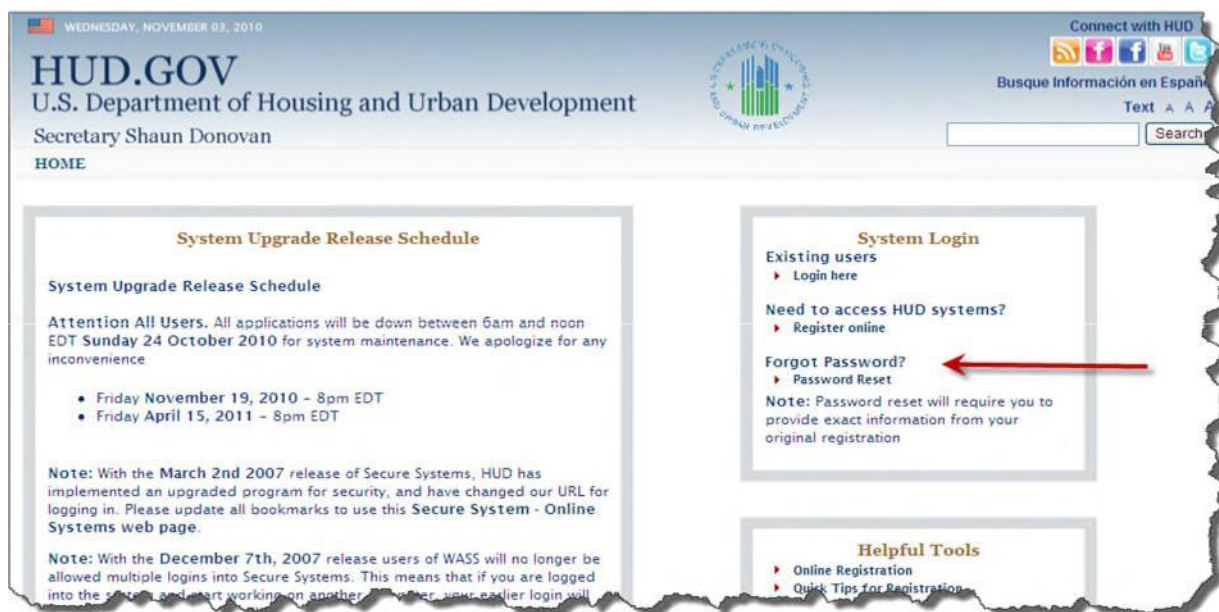 WEDNESDAY, NOVEMBER 03, 2010
HUD.GOV
U.S. Department of Housing and Urban Development
Secretary Shaun Donovan
HOME
Connect with HUD
Busque Información en
Text A A A
Search
System Upgrade Release Schedule
System Upgrade Release Schedule
Attention All Users. All applications will be down between 6am and noon
EDT Sunday 24 October 2010 for system maintenance. We apologize for any
inconvenience
• Friday November 19, 2010 – 8pm EDT
• Friday April 15, 2011 – 8pm EDT
Note: With the March 2nd 2007 release of Secure Systems, HUD has
implemented an upgraded program for security, and have changed our URL for
logging in. Please update all bookmarks to use this Secure System - Online
Systems web page.
Note: With the December 7th, 2007 release users of WASS will no longer be
allowed multiple logins into Secure Systems. This means that if you are logged
into the and start working on another your earlier login will
System Login
Existing users
Login here
Need to access HUD systems?
Register online
Forgot Password?
Password Reset
Note: Password reset will require you to
provide exact information from your
original registration
Helpful Tools
Online Registration
Quick Tips for Registration